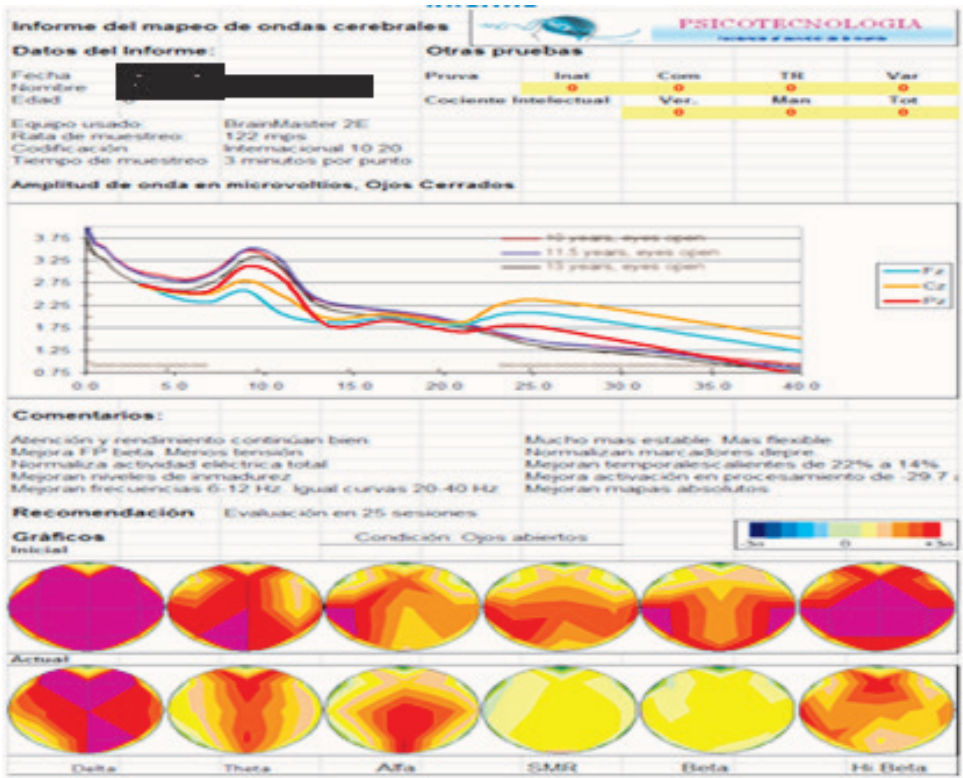 Informe del mapeo de ondas cerebrales
PSICOTECNOLOGIA
Datos del Informe:
Otras pruebas
Fecha
Nombre
Edad
Pruva Inat Com TR Var
0 0 0 0
Cociente Intelectual Ver. Man Tot
0 0 0
Equipo usado: BrainMaster 2E
Rata de muestreo: 122 mps
Codificación Internacional 10 20
Tiempo de muestreo 3 minutos por punto
Amplitud de onda en microvoltios, Ojos Cerrados
3.75
3.25
2.75
2.25
1.75
1.25
0.75
10 years, eyes open
11.5 years, eyes open
13 years, eyes open
Fz
Cz
Pz
0.0 5.0 10.0 15.0 20.0 25.0 30.0 35.0 40.0
Comentarios:
Atención y rendimiento continúan bien
Mejora FP beta. Menos tensión
Normaliza actividad eléctrica total
Mejoran niveles de inmadurez
Mejoran frecuencias 6-12 Hz. Igual curvas 20-40 Hz
Mucho mas estable. Mas flexible
Normalizan marcadores depre.
Mejoran temporales calientes de 22% a 14%
Mejora activación en procesamiento de -29.7
Mejoran mapas absolutos
Recomendación Evaluación en 25 sesiones
Gráficos Condición: Ojos abiertos
-3σ 0 +3σ
Inicial
Actual
Delta Theta Alfa SMR Beta Hi Beta